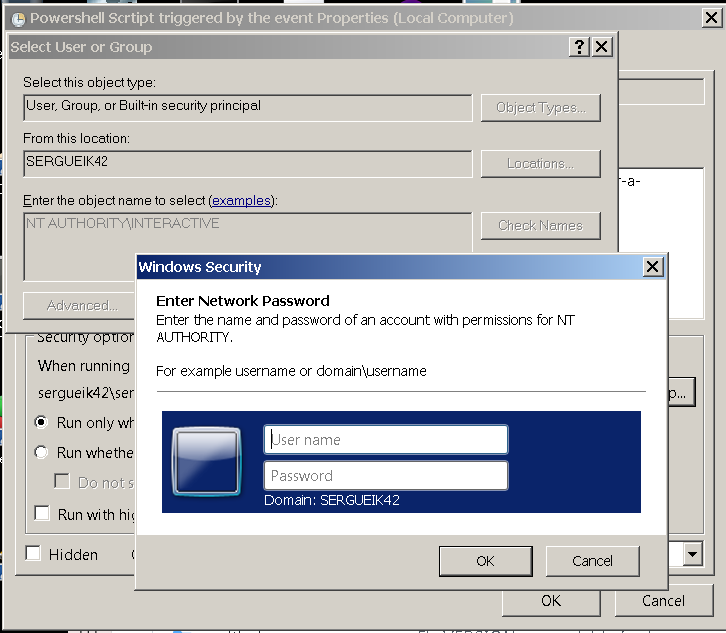 Powershell Script triggered by the event Properties (Local Computer)
Select User or Group
Select this object type:
User, Group, or Built-in security principal
Object Types...
From this location:
SERGUEIK42
Locations...
Enter the object name to select (examples):
NT AUTHORITY\INTERACTIVE
Check Names
r-a-
Advanced...
Windows Security
Enter Network Password
Enter the name and password of an account with permissions for NT
AUTHORITY.
For example username or domain\username
User name
Password
Domain: SERGUEIK42
OK
Cancel
Security option
When running
sergueik42\ser
p...
Run only wh
Run whethe
Do not s
Run with hig
Hidden
OK
Cancel